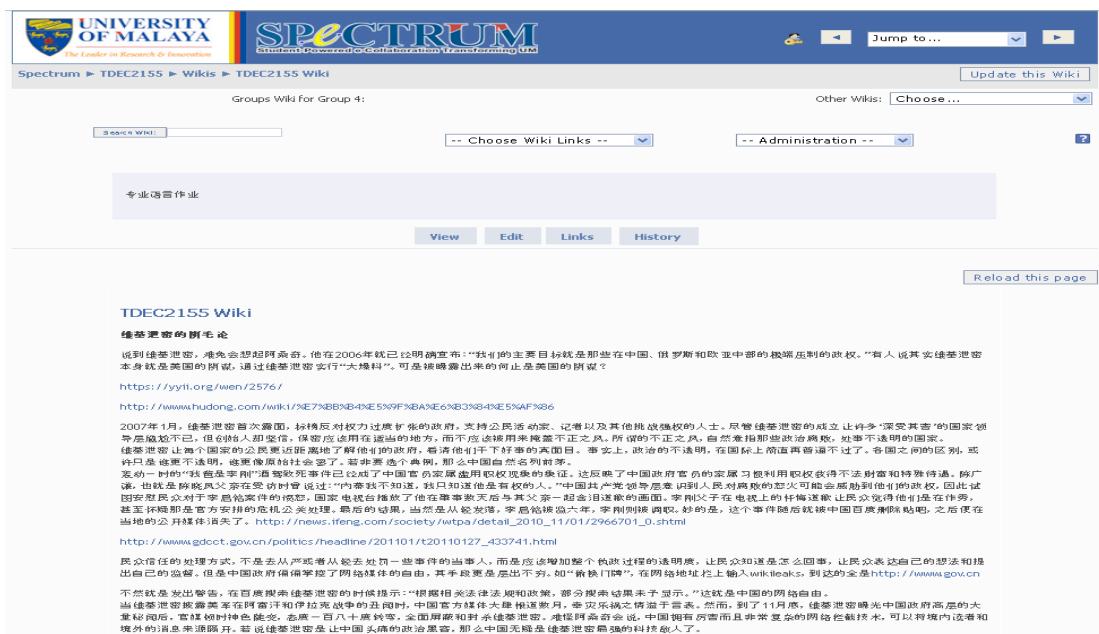 UNIVERSITY
OF MALAYA
The Leader in Research & Innovation
SPeCTRUM
Student-Powered e-Collaboration Transforming UM
Jump to...
Spectrum ► TDEC2155 ► Wikis ► TDEC2155 Wiki
Update this Wiki
Groups Wiki for Group 4:
Other Wikis: Choose...
Search Wiki:
-- Choose Wiki Links --
-- Administration --
?
专业语言作业
View Edit Links History
Reload this page
TDEC2155 Wiki
维基泄密的阴毛论
说到维基泄密，难免会想起阿桑奇。他在2006年就已经明确宣布：“我们的主要目标就是那些在中国、俄罗斯和欧亚中部的极端压制的政权。”有人说其实维基泄密
本身就是美国的阴谋，通过维基泄密实行“大爆料”。可是被曝露出来的何止是美国的阴谋？
https://yyii.org/wen/2576/
http://www.hudong.com/wiki/%E7%BB%B4%E5%9F%BA%E6%B3%84%E5%AF%86
2007年1月，维基泄密首次露面，标榜反对权力过度扩张的政府，支持公民活动家、记者以及其他挑战强权的人士。尽管维基泄密的成立让许多“深受其害”的国家领
导层尴尬不已，但创始人却坚信，保密应该用在适当的地方，而不应该被用来掩盖不正之风。所谓的不正之风，自然意指那些政治腐败，处事不透明的国家。
维基泄密让每个国家的公民更近距离地了解他们的政府，看清他们干下好事的真面目。事实上，政治的不透明，在国际上简直再普遍不过了。各国之间的区别，或
许只是谁更不透明，谁更像原始社会罢了。若非要选个典例，那么中国自然名列前茅。
轰动一时的“我爸是李刚”酒驾致死事件已经成了中国官员家属滥用职权现象的象征。这反映了中国政府官员的家属习惯利用职权获得不法财富和特殊待遇。陈广
濂，也就是陈晓凤父亲在受访时曾说过：“内幕我不知道，我只知道他是有权的人。”中国共产党领导层意识到人民对腐败的怒火可能会威胁到他们的政权，因此试
图安慰民众对于李启铭案件的愤怒，国家电视台播放了他在肇事数天后与其父亲一起含泪道歉的画面。李刚父子在电视上的忏悔道歉让民众觉得他们是在作秀，
甚至怀疑那是官方安排的危机公关处理。最后的结果，当然是从轻发落，李启铭被监六年，李刚则被调职。妙的是，这个事件随后就被中国百度删除贴吧，之后便在
当地的公开媒体消失了。http://news.ifeng.com/society/wtpa/detail_2010_11/01/2966701_0.shtml
http://www.gdcct.gov.cn/politics/headline/201101/t20110127_433741.html
民众信任的处理方式，不是去从严或者从轻去处罚一些事件的当事人，而是应该增加整个执政过程的透明度，让民众知道是怎么回事，让民众表达自己的想法和提
出自己的监督。但是中国政府偏偏掌控了网络媒体的自由，其手段更是层出不穷。如“偷换门牌”，在网络地址栏上输入wikileaks，到达的全是http://www.gov.cn
不然就是发出警告，在百度搜索维基泄密的时候提示：“根据相关法律法规和政策，部分搜索结果未予显示。”这就是中国的网络自由。
当维基泄密披露美军在阿富汗和伊拉克战争的丑闻时，中国官方媒体大肆报道数月，幸灾乐祸之情溢于言表。然而，到了11月底，维基泄密曝光中国政府高层的大
量秘闻后，官媒顿时神色陡变，态度一百八十度转弯，全面屏蔽和封杀维基泄密。难怪阿桑奇会说，中国拥有厉害而且非常复杂的网络拦截技术，可以将境内读者和
境外的消息来源隔开。若说维基泄密是让中国头痛的政治黑客，那么中国无疑是维基泄密最强的科技敌人了。